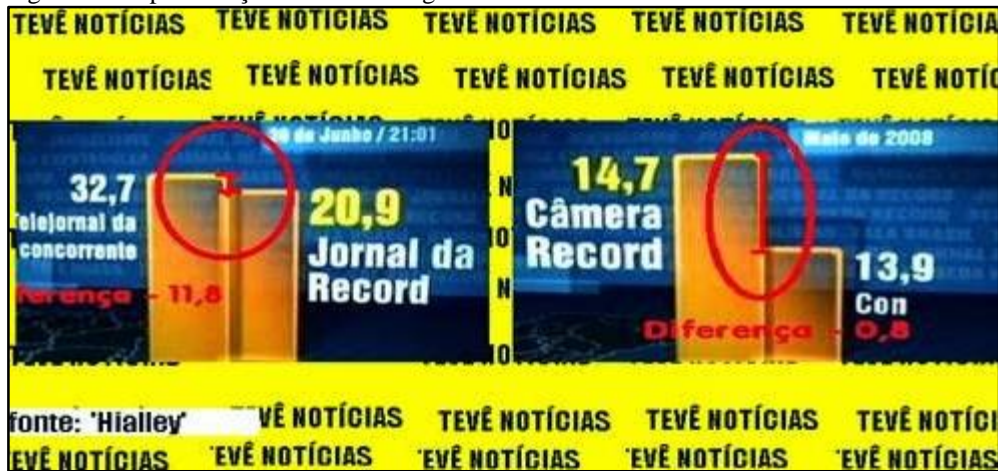 TEVÊ NOTÍCIAS TEVÊ NOTÍCIAS TEVÊ NOTÍCIAS TEVÊ NOTÍCIAS TEVÊ NOTÍCIA
TEVÊ NOTÍCIAS TEVÊ NOTÍCIAS TEVÊ NOTÍCIAS TEVÊ NOTÍCIAS TEVÊ NOTÍC
de Junho / 21:01
32,7
Telejornal da
concorrente
20,9
Jornal da
Record
ferença - 11,8
Maio de 2008
14,7
Câmera
Record
13,9
Con
Diferença - 0,8
fonte: 'Hialley'
VÊ NOTÍCIAS TEVÊ NOTÍCIAS TEVÊ NOTÍCIAS TEVÊ NOTÍCI
EVÊ NOTÍCIAS EVÊ NOTÍCIAS EVÊ NOTÍCIAS EVÊ NOTÍCIAS EVÊ NOTÍCIAS